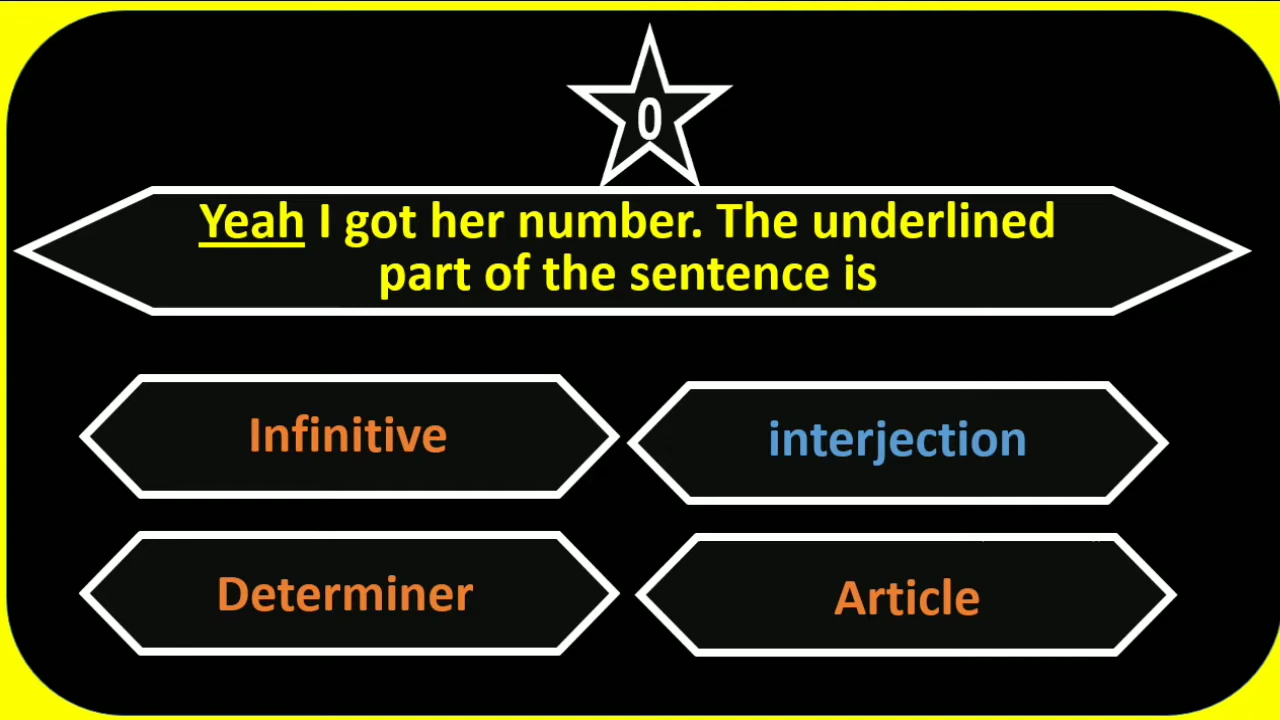 0
Yeah I got her number. The underlined
part of the sentence is
Infinitive
interjection
Determiner
Article